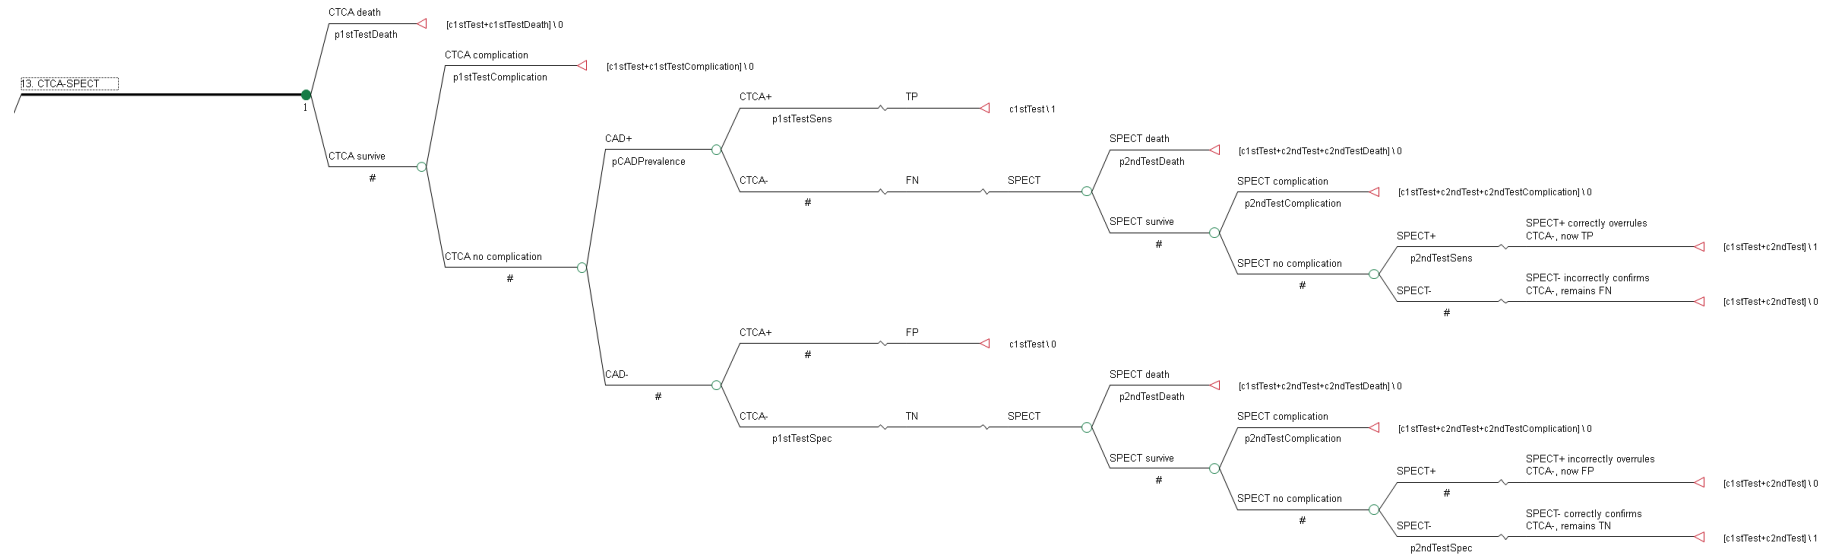 CTCA death
p1stTestDeath
[c1stTest+c1stTestDeath] \ 0
13. CTCA-SPECT
1
CTCA survive
#
CTCA complication
p1stTestComplication
[c1stTest+c1stTestComplication] \ 0
CTCA no complication
#
CAD+
pCADPrevalence
CTCA+
p1stTestSens
TP
c1stTest \ 1
CTCA-
#
FN
SPECT
SPECT death
p2ndTestDeath
[c1stTest+c2ndTest+c2ndTestDeath] \ 0
SPECT survive
#
SPECT complication
p2ndTestComplication
[c1stTest+c2ndTest+c2ndTestComplication] \ 0
SPECT no complication
#
SPECT+
p2ndTestSens
SPECT+ correctly overrules
CTCA-, now TP
[c1stTest+c2ndTest] \ 1
SPECT-
#
SPECT- incorrectly confirms
CTCA-, remains FN
[c1stTest+c2ndTest] \ 0
CAD-
#
CTCA+
#
FP
c1stTest \ 0
CTCA-
p1stTestSpec
TN
SPECT
SPECT death
p2ndTestDeath
[c1stTest+c2ndTest+c2ndTestDeath] \ 0
SPECT survive
#
SPECT complication
p2ndTestComplication
[c1stTest+c2ndTest+c2ndTestComplication] \ 0
SPECT no complication
#
SPECT+
#
SPECT+ incorrectly overrules
CTCA-, now FP
[c1stTest+c2ndTest] \ 0
SPECT-
p2ndTestSpec
SPECT- correctly confirms
CTCA-, remains TN
[c1stTest+c2ndTest] \ 1